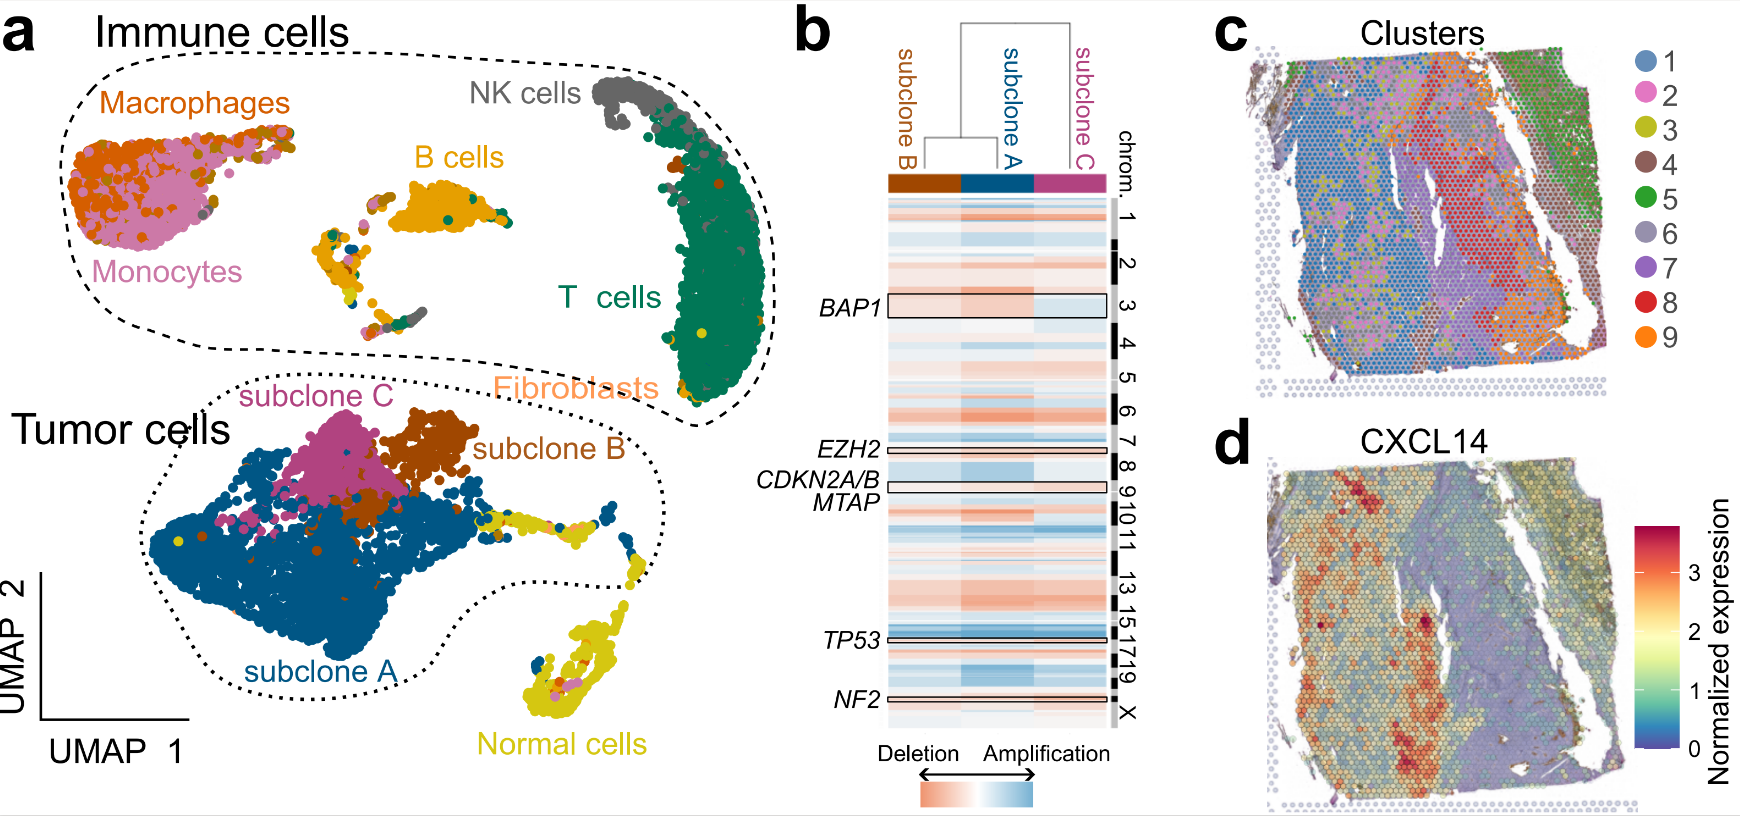 a
Immune cells
Macrophages
NK cells
B cells
Monocytes
T cells
Fibroblasts
subclone C
Tumor cells
subclone B
subclone A
Normal cells
UMAP 2
UMAP 1
b
subclone B
subclone A
subclone C
chrom.
1
2
BAP1
3
4
5
6
7
EZH2
8
CDKN2A/B
MTAP
9
10
11
13
15
TP53
17
19
NF2
X
Deletion
Amplification
c
Clusters
1
2
3
4
5
6
7
8
9
d
CXCL14
3
2
1
0
Normalized expression